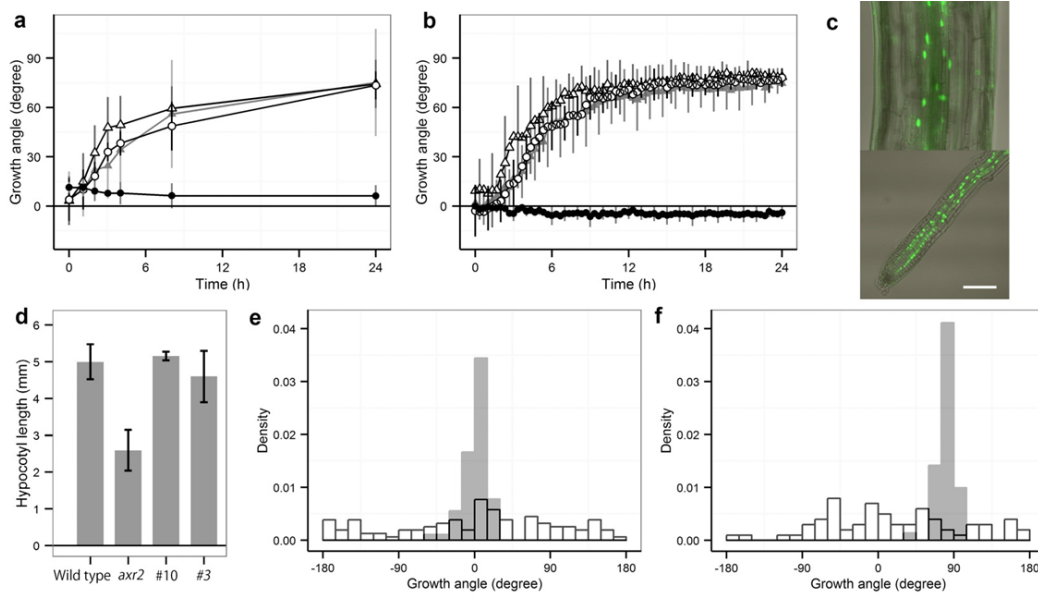 a
Growth angle (degree)
90
60
30
0
0 6 12 18 24
Time (h)
b
Growth angle (degree)
90
60
30
0
0 6 12 18 24
Time (h)
c
d
Hypocotyl length (mm)
6
5
4
3
2
1
0
Wild type axr2 #10 #3
e
Density
0.04
0.03
0.02
0.01
0.00
-180 -90 0 90 180
Growth angle (degree)
f
Density
0.04
0.03
0.02
0.01
0.00
-180 -90 0 90 180
Growth angle (degree)